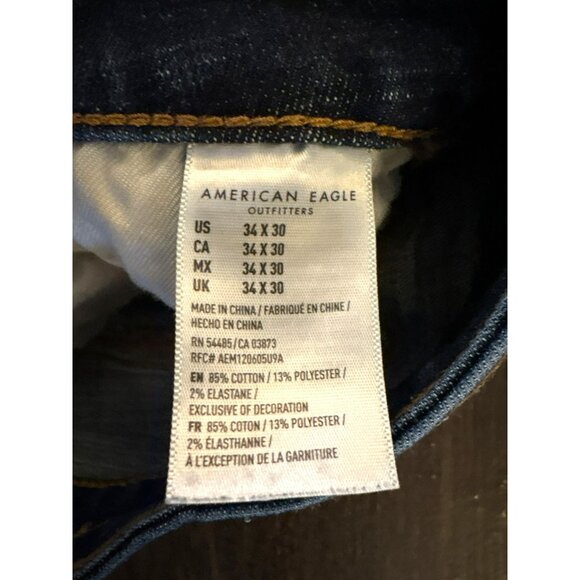 AMERICAN EAGLE
OUTFITTERS
US 34 X 30
CA 34 X 30
MX 34 X 30
UK 34 X 30
MADE IN CHINA / FABRIQUÉ EN CHINE /
HECHO EN CHINA
RN 54485/CA 03873
RFC# AEM120605U9A
EN 85% COTTON / 13% POLYESTER /
2% ELASTANE /
EXCLUSIVE OF DECORATION
FR 85% COTON / 13% POLYESTER /
2% ÉLASTHANNE /
À L'EXCEPTION DE LA GARNITURE